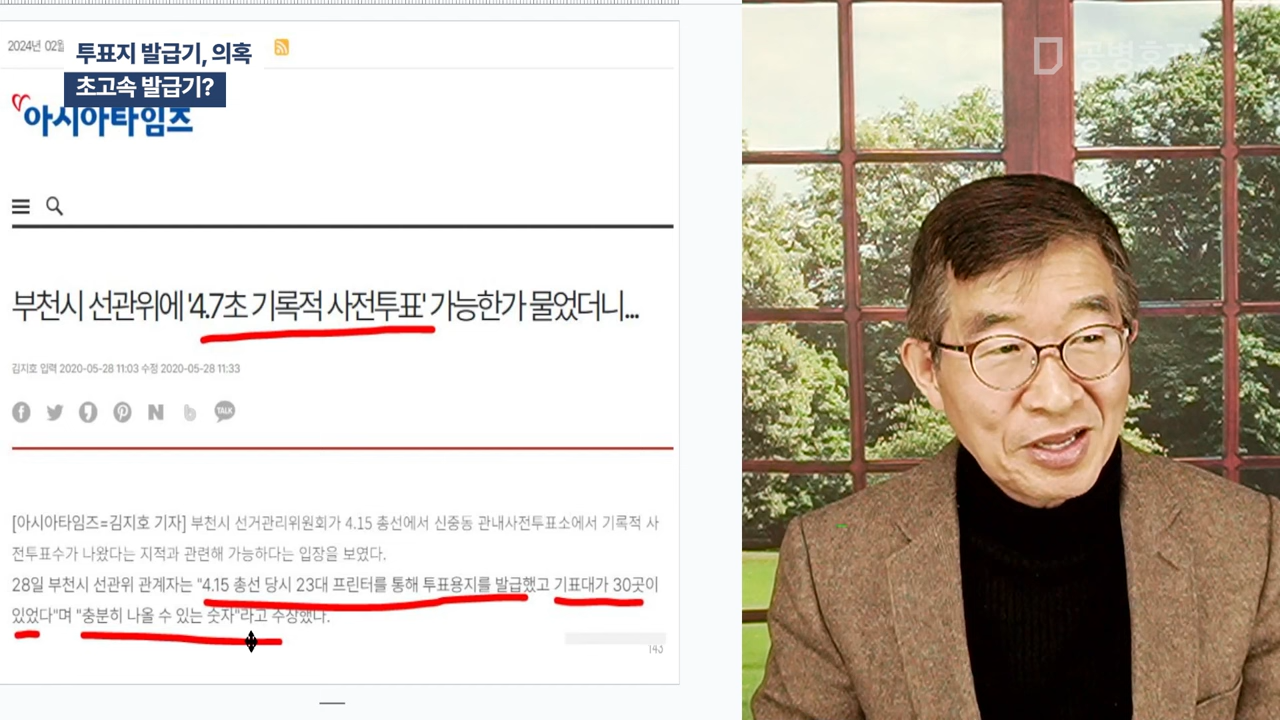 2024년 02월
투표지 발급기, 의혹
초고속 발급기?
아시아타임즈
공병호TV
부천시 선관위에 '4.7초 기록적 사전투표' 가능한가 물었더니...
김지호 입력 2020-05-28 11:03 수정 2020-05-28 11:33
TALK
[아시아타임즈=김지호 기자] 부천시 선거관리위원회가 4.15 총선에서 신중동 관내사전투표소에서 기록적 사
전투표수가 나왔다는 지적과 관련해 가능하다는 입장을 보였다.
28일 부천시 선관위 관계자는 "4.15 총선 당시 23대 프린터를 통해 투표용지를 발급했고 기표대가 30곳이
있었다"며 "충분히 나올 수 있는 숫자"라고 주장했다.
143